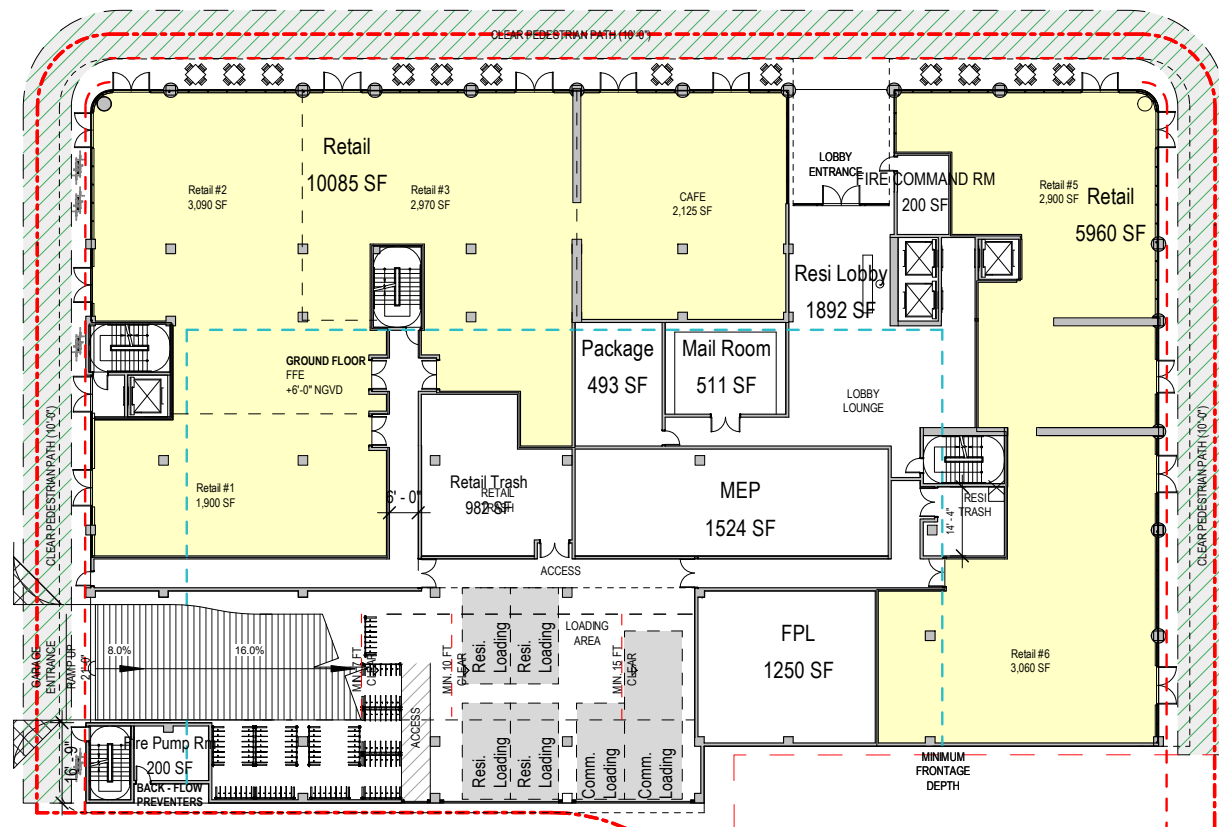 CLEAR PEDESTRIAN PATH (10'-0")
Retail
10085 SF
Retail #2
3,090 SF
Retail #3
2,970 SF
CAFE
2,125 SF
LOBBY
ENTRANCE
FIRE COMMAND RM
200 SF
Retail #5
2,900 SF
Retail
5960 SF
Resi Lobby
1892 SF
GROUND FLOOR
FFE
+6'-0" NGVD
Package
493 SF
Mail Room
511 SF
LOBBY
LOUNGE
CLEAR PEDESTRIAN PATH (10'-0")
CLEAR PEDESTRIAN PATH (10'-0")
Retail #1
1,900 SF
6' - 0"
Retail Trash
982 SF
RETAIL
TRASH
MEP
1524 SF
RESI
TRASH
14' - 4"
ACCESS
GARAGE
ENTRANCE
RAMP UP
8.0%
16.0%
CLEAR
MIN. 10 FT
CLEAR
Resi.
Loading
Resi.
Loading
LOADING
AREA
MIN. 15 FT
CLEAR
FPL
1250 SF
Retail #6
3,060 SF
ACCESS
16' - 9"
Fire Pump Rm
200 SF
BACK - FLOW
PREVENTERS
Resi.
Loading
Resi.
Loading
Comm.
Loading
Comm.
Loading
MINIMUM
FRONTAGE
DEPTH